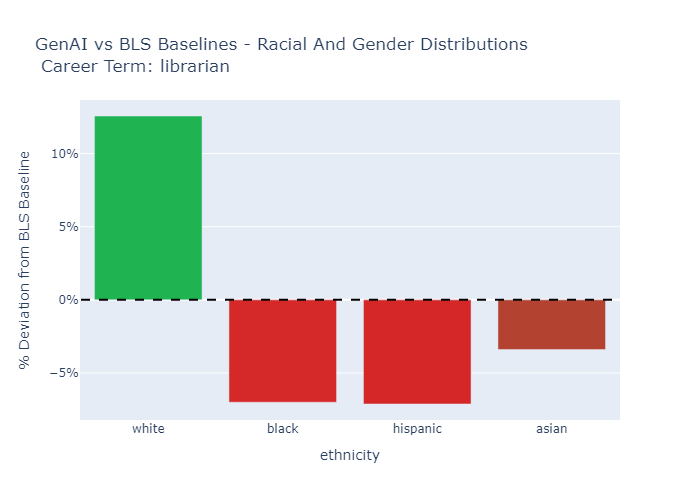 GenAI vs BLS Baselines - Racial And Gender Distributions
Career Term: librarian
% Deviation from BLS Baseline
10%
5%
0%
−5%
white black hispanic asian
ethnicity